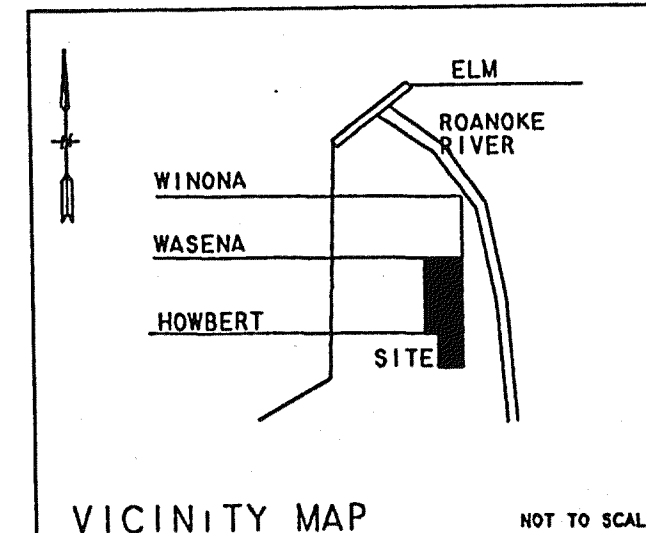 ELM
ROANOKE
RIVER
WINONA
WASENA
HOWBERT
SITE
VICINITY MAP
NOT TO SCAL